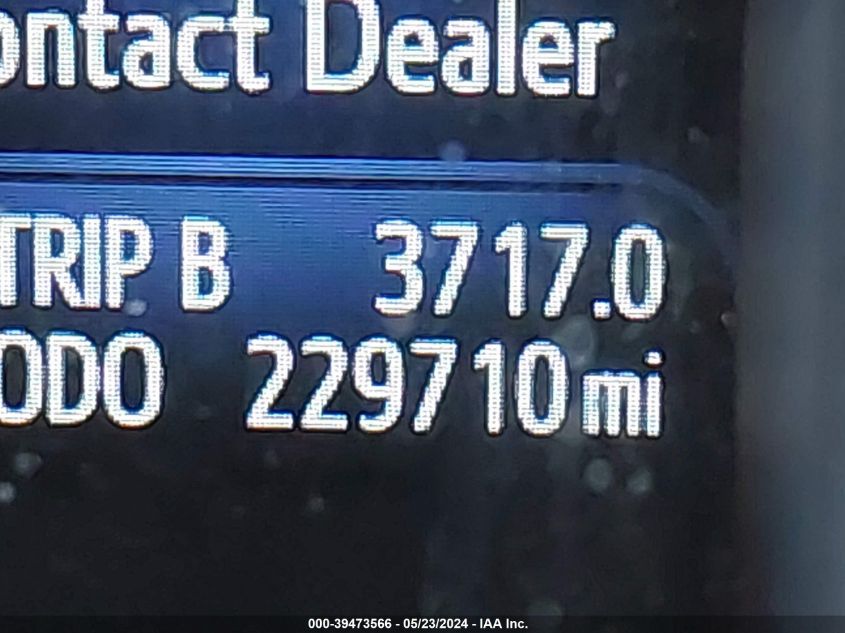 ontact Dealer
TRIP B 3717.0
ODO 229710 mi
000-39473566 - 05/23/2024 - IAA Inc.